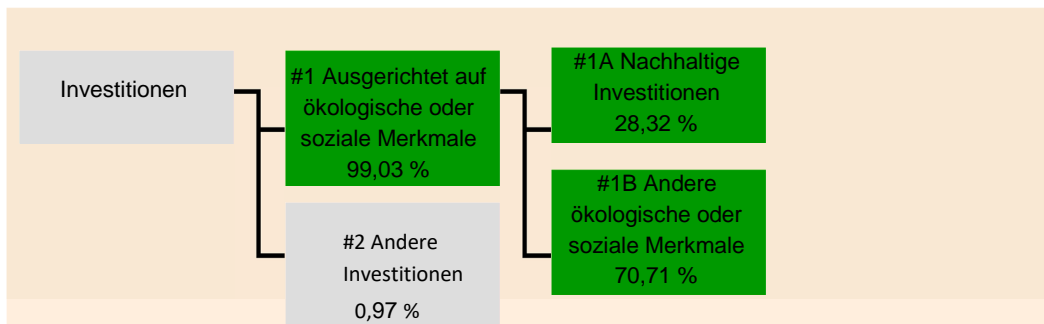 Investitionen
#1 Ausgerichtet auf
ökologische oder
soziale Merkmale
99,03 %
#2 Andere
Investitionen
0,97 %
#1A Nachhaltige
Investitionen
28,32 %
#1B Andere
ökologische oder
soziale Merkmale
70,71 %